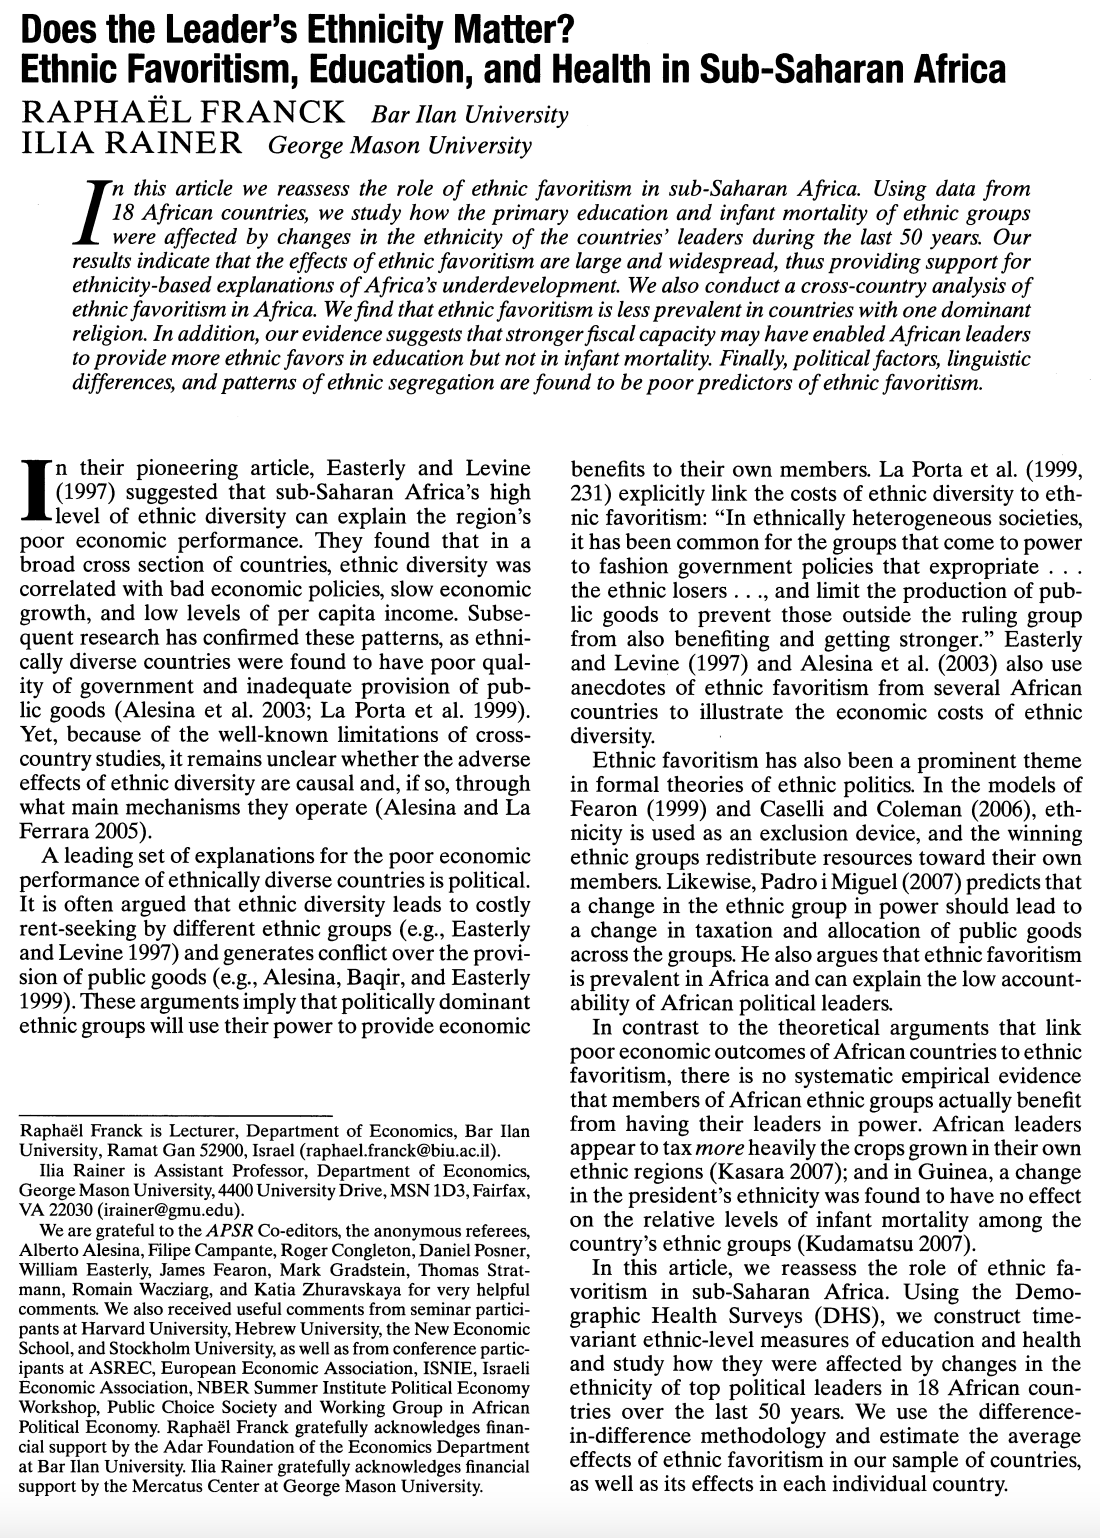 Does the Leader's Ethnicity Matter?
Ethnic Favoritism, Education, and Health in Sub-Saharan Africa
RAPHAËL FRANCK Bar Ilan University
ILIA RAINER George Mason University
In this article we reassess the role of ethnic favoritism in sub-Saharan Africa. Using data from
18 African countries, we study how the primary education and infant mortality of ethnic groups
were affected by changes in the ethnicity of the countries' leaders during the last 50 years. Our
results indicate that the effects of ethnic favoritism are large and widespread, thus providing support for
ethnicity-based explanations of Africa's underdevelopment. We also conduct a cross-country analysis of
ethnic favoritism in Africa. We find that ethnic favoritism is less prevalent in countries with one dominant
religion. In addition, our evidence suggests that stronger fiscal capacity may have enabled African leaders
to provide more ethnic favors in education but not in infant mortality. Finally, political factors, linguistic
differences, and patterns of ethnic segregation are found to be poor predictors of ethnic favoritism.
In their pioneering article, Easterly and Levine
(1997) suggested that sub-Saharan Africa's high
level of ethnic diversity can explain the region's
poor economic performance. They found that in a
broad cross section of countries, ethnic diversity was
correlated with bad economic policies, slow economic
growth, and low levels of per capita income. Subse-
quent research has confirmed these patterns, as ethni-
cally diverse countries were found to have poor qual-
ity of government and inadequate provision of pub-
lic goods (Alesina et al. 2003; La Porta et al. 1999).
Yet, because of the well-known limitations of cross-
country studies, it remains unclear whether the adverse
effects of ethnic diversity are causal and, if so, through
what main mechanisms they operate (Alesina and La
Ferrara 2005).
A leading set of explanations for the poor economic
performance of ethnically diverse countries is political.
It is often argued that ethnic diversity leads to costly
rent-seeking by different ethnic groups (e.g., Easterly
and Levine 1997) and generates conflict over the provi-
sion of public goods (e.g., Alesina, Baqir, and Easterly
1999). These arguments imply that politically dominant
ethnic groups will use their power to provide economic
Raphaël Franck is Lecturer, Department of Economics, Bar Ilan
University, Ramat Gan 52900, Israel (raphael.franck@biu.ac.il).
Ilia Rainer is Assistant Professor, Department of Economics,
George Mason University, 4400 University Drive, MSN 1D3, Fairfax,
VA 22030 (irainer@gmu.edu).
We are grateful to the APSR Co-editors, the anonymous referees,
Alberto Alesina, Filipe Campante, Roger Congleton, Daniel Posner,
William Easterly, James Fearon, Mark Gradstein, Thomas Strat-
mann, Romain Wacziarg, and Katia Zhuravskaya for very helpful
comments. We also received useful comments from seminar partici-
pants at Harvard University, Hebrew University, the New Economic
School, and Stockholm University, as well as from conference partic-
ipants at ASREC, European Economic Association, ISNIE, Israeli
Economic Association, NBER Summer Institute Political Economy
Workshop, Public Choice Society and Working Group in African
Political Economy. Raphaël Franck gratefully acknowledges finan-
cial support by the Adar Foundation of the Economics Department
at Bar Ilan University. Ilia Rainer gratefully acknowledges financial
support by the Mercatus Center at George Mason University.
benefits to their own members. La Porta et al. (1999,
231) explicitly link the costs of ethnic diversity to eth-
nic favoritism: “In ethnically heterogeneous societies,
it has been common for the groups that come to power
to fashion government policies that expropriate . . .
the ethnic losers . . ., and limit the production of pub-
lic goods to prevent those outside the ruling group
from also benefiting and getting stronger.” Easterly
and Levine (1997) and Alesina et al. (2003) also use
anecdotes of ethnic favoritism from several African
countries to illustrate the economic costs of ethnic
diversity.
Ethnic favoritism has also been a prominent theme
in formal theories of ethnic politics. In the models of
Fearon (1999) and Caselli and Coleman (2006), eth-
nicity is used as an exclusion device, and the winning
ethnic groups redistribute resources toward their own
members. Likewise, Padro i Miguel (2007) predicts that
a change in the ethnic group in power should lead to
a change in taxation and allocation of public goods
across the groups. He also argues that ethnic favoritism
is prevalent in Africa and can explain the low account-
ability of African political leaders.
In contrast to the theoretical arguments that link
poor economic outcomes of African countries to ethnic
favoritism, there is no systematic empirical evidence
that members of African ethnic groups actually benefit
from having their leaders in power. African leaders
appear to tax more heavily the crops grown in their own
ethnic regions (Kasara 2007); and in Guinea, a change
in the president's ethnicity was found to have no effect
on the relative levels of infant mortality among the
country's ethnic groups (Kudamatsu 2007).
In this article, we reassess the role of ethnic fa-
voritism in sub-Saharan Africa. Using the Demo-
graphic Health Surveys (DHS), we construct time-
variant ethnic-level measures of education and health
and study how they were affected by changes in the
ethnicity of top political leaders in 18 African coun-
tries over the last 50 years. We use the difference-
in-difference methodology and estimate the average
effects of ethnic favoritism in our sample of countries,
as well as its effects in each individual country.